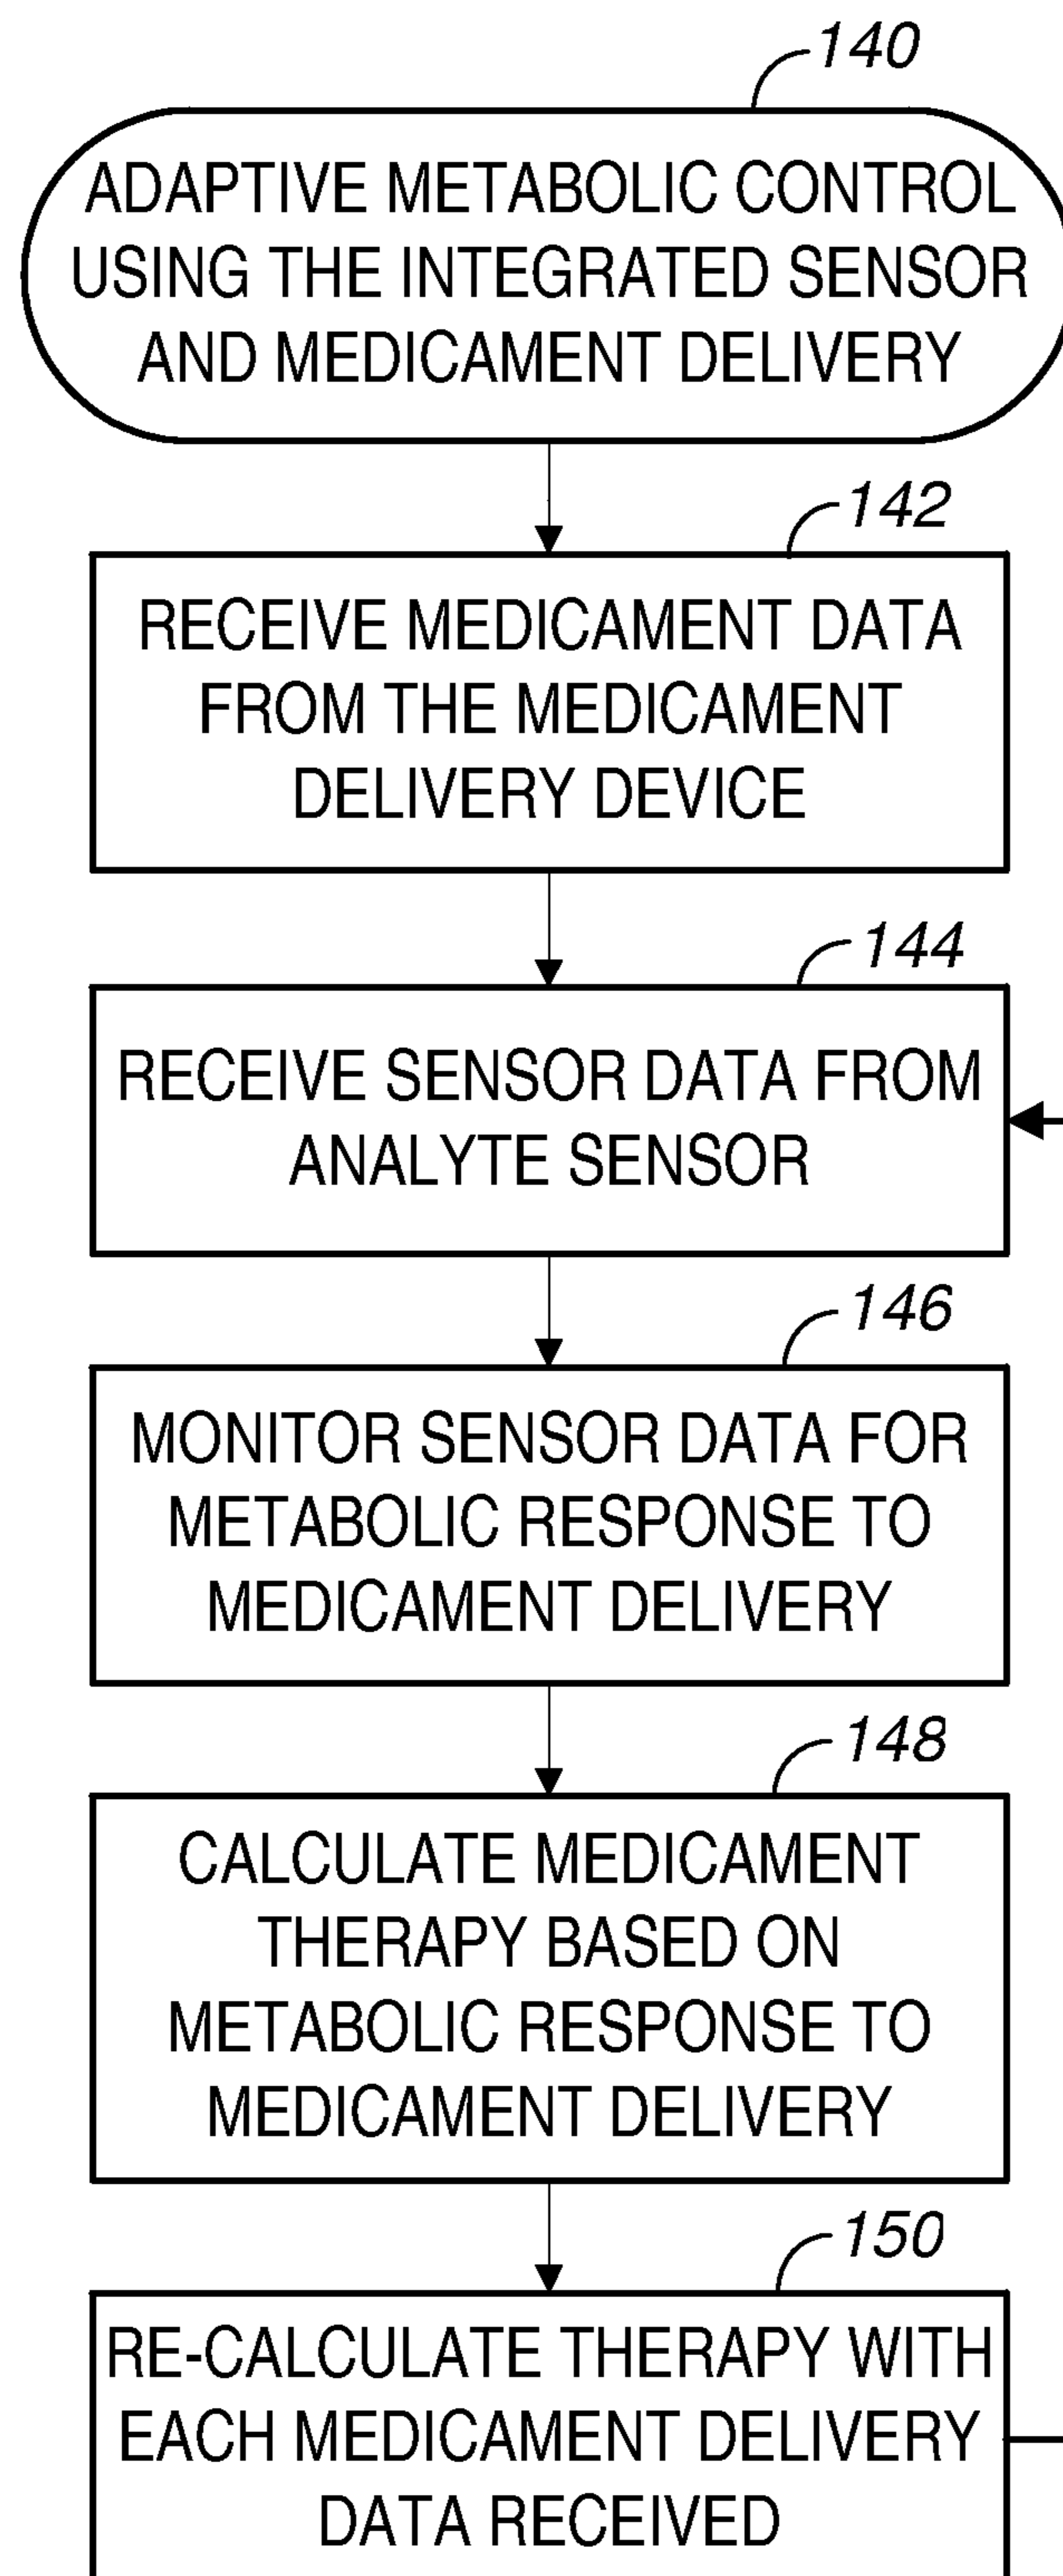 140
ADAPTIVE METABOLIC CONTROL
USING THE INTEGRATED SENSOR
AND MEDICAMENT DELIVERY
142
RECEIVE MEDICAMENT DATA
FROM THE MEDICAMENT
DELIVERY DEVICE
144
RECEIVE SENSOR DATA FROM
ANALYTE SENSOR
146
MONITOR SENSOR DATA FOR
METABOLIC RESPONSE TO
MEDICAMENT DELIVERY
148
CALCULATE MEDICAMENT
THERAPY BASED ON
METABOLIC RESPONSE TO
MEDICAMENT DELIVERY
150
RE-CALCULATE THERAPY WITH
EACH MEDICAMENT DELIVERY
DATA RECEIVED